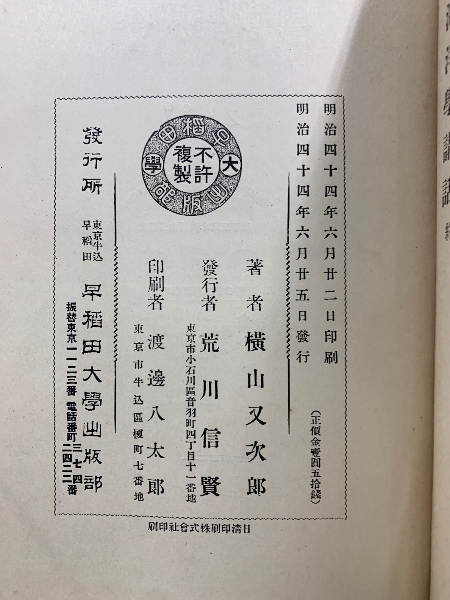 明治四十四年六月廿二日印刷
明治四十四年六月廿五日發行
(正價金壹圓五拾錢)
著者 橫山又次郎
發行者 荒川信賢
東京市小石川區音羽町四丁目十一番地
印刷者 渡邊八太郎
東京市牛込區榎町七番地
早稻田大學出版部
不許複製
發行所
東京牛込早稻田
早稻田大學出版部
振替東京一一二三番 電話番町三七四番二四二二
日清印刷株式會社印刷